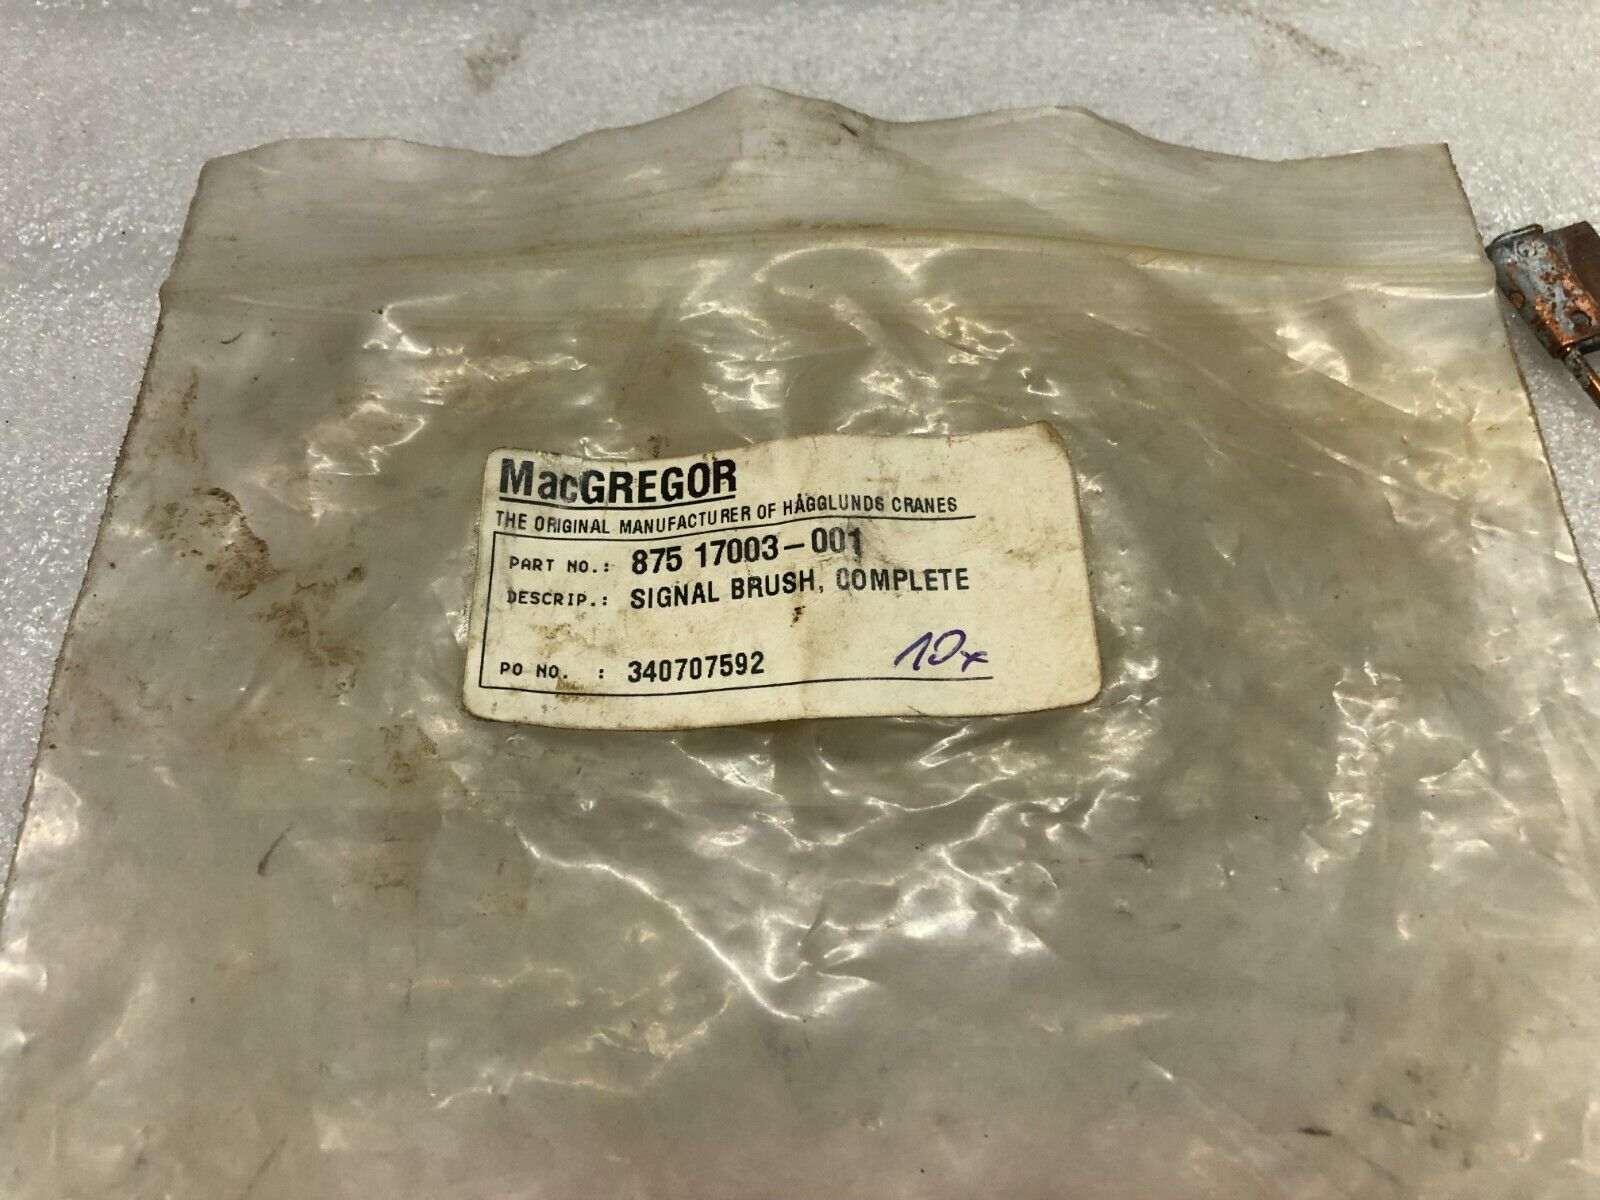 MacGREGOR
THE ORIGINAL MANUFACTURER OF HÄGGLUNDS CRANES
PART NO.: 875 17003-001
DESCRIP.: SIGNAL BRUSH, COMPLETE
PO NO. : 340707592 10x